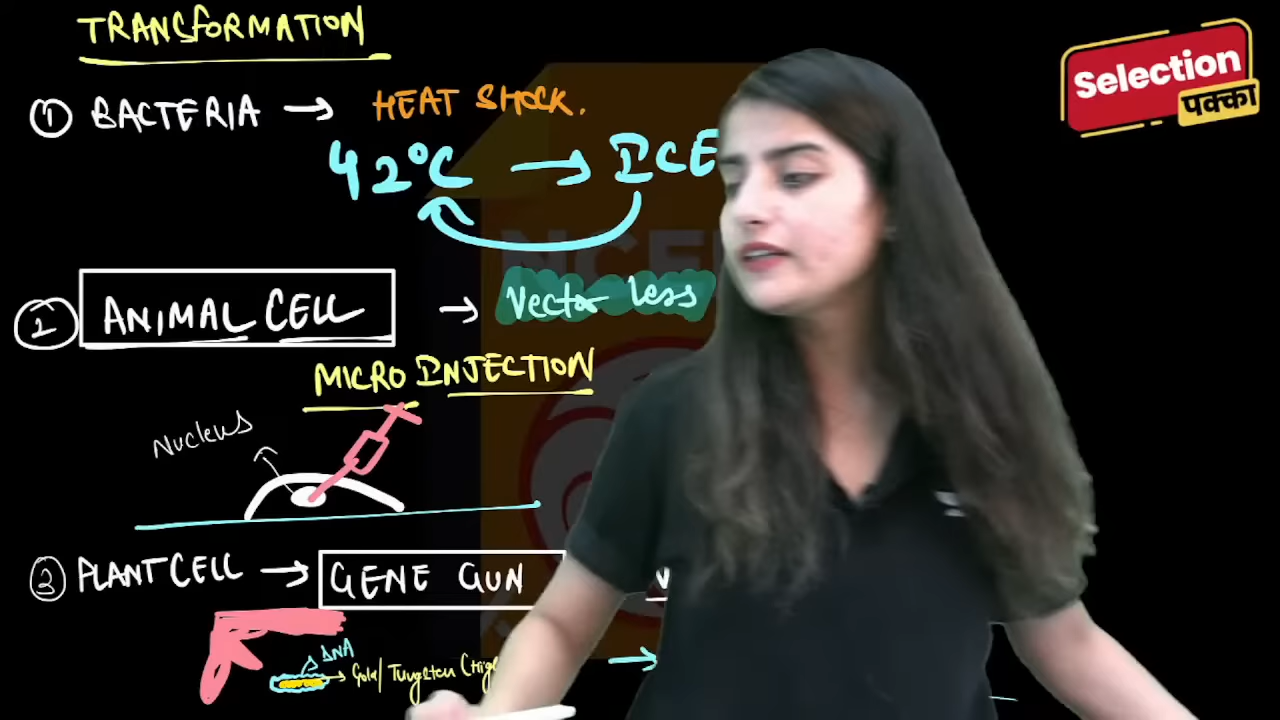 TRANSFORMATION
Selection
पक्का
① BACTERIA → HEAT SHOCK.
42°C → ICE
② ANIMAL CELL → Vector less
MICRO INJECTION
Nucleus
③ PLANT CELL → GENE GUN
DNA
→ Gold/ Tungsten